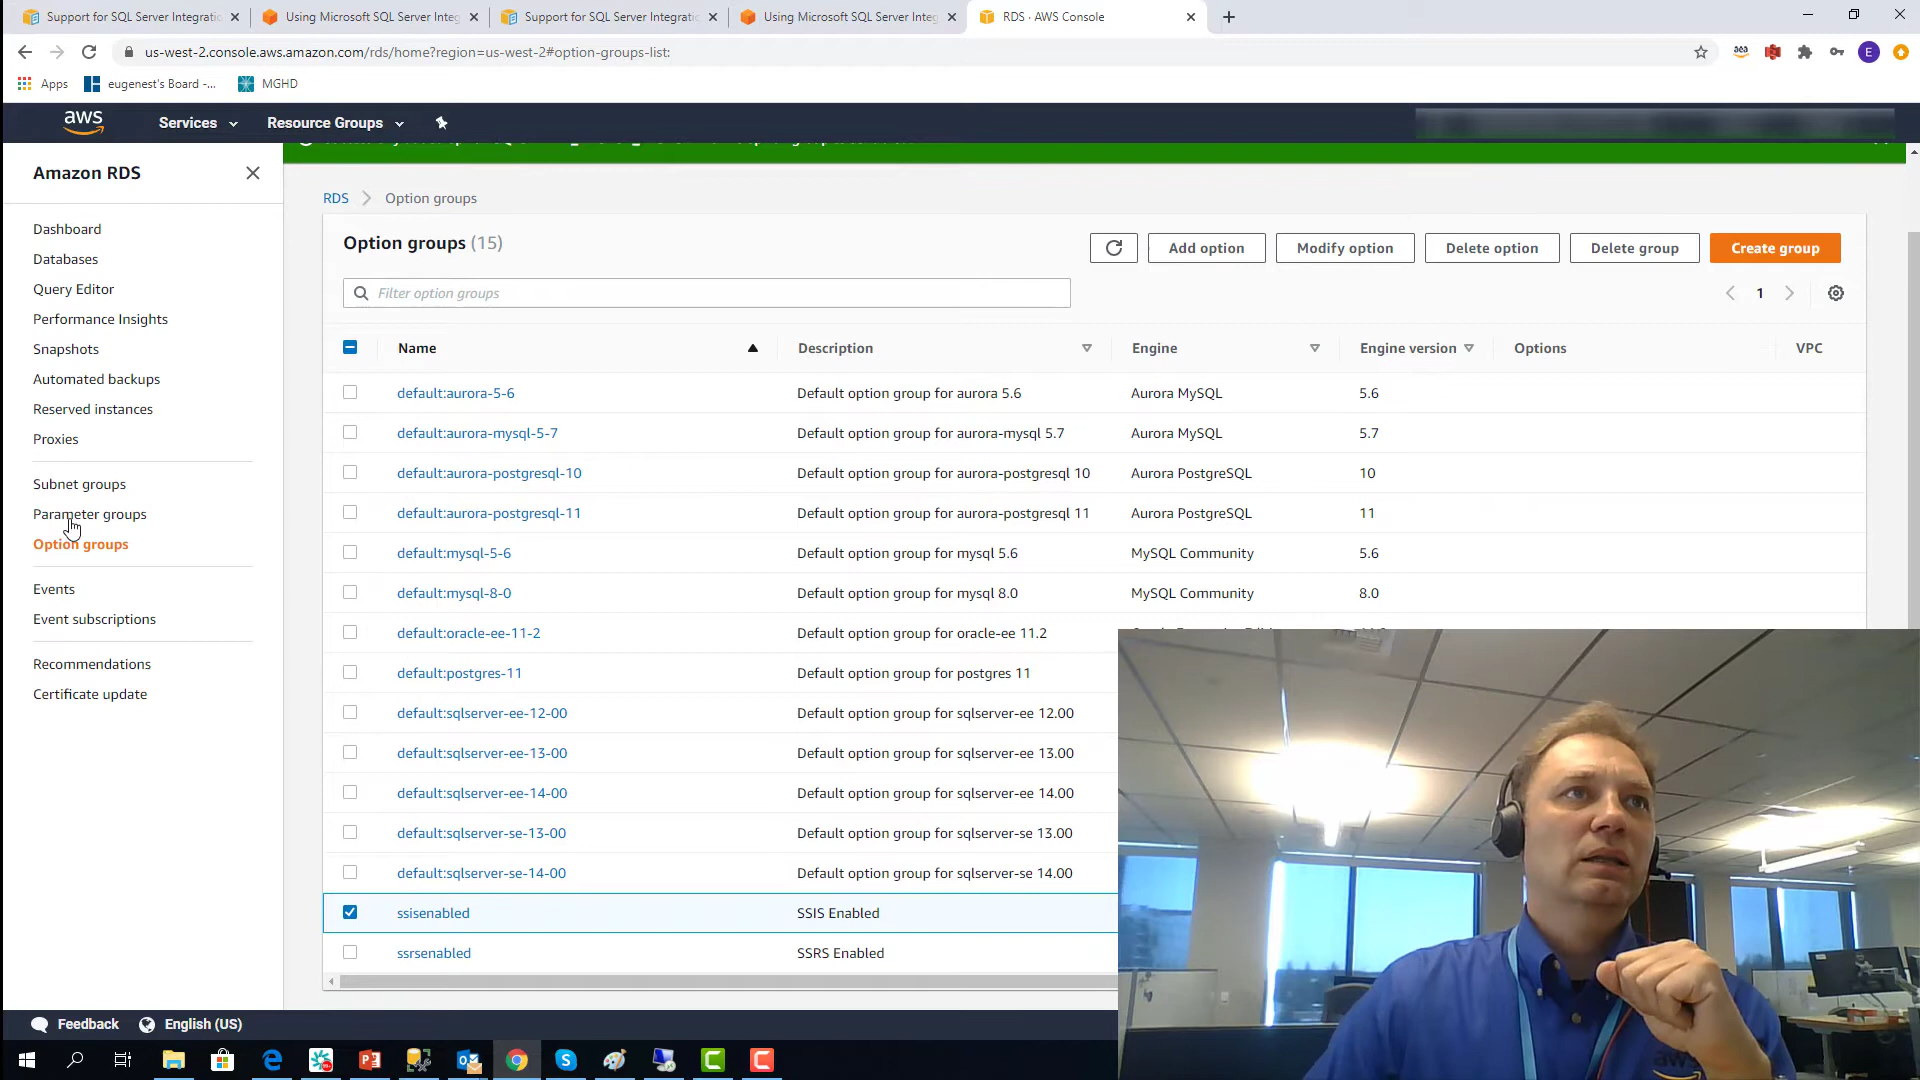 Support for SQL Server Integratio
Using Microsoft SQL Server Integ
Support for SQL Server Integratio
Using Microsoft SQL Server Integ
RDS · AWS Console
us-west-2.console.aws.amazon.com/rds/home?region=us-west-2#option-groups-list:
E
Apps
eugenest's Board -...
MGHD
aws
Services
Resource Groups
Amazon RDS
Dashboard
Databases
Query Editor
Performance Insights
Snapshots
Automated backups
Reserved instances
Proxies
Subnet groups
Parameter groups
Option groups
Events
Event subscriptions
Recommendations
Certificate update
RDS
Option groups
Option groups (15)
Add option
Modify option
Delete option
Delete group
Create group
Filter option groups
1
Name Description Engine Engine version Options VPC
default:aurora-5-6 Default option group for aurora 5.6 Aurora MySQL 5.6
default:aurora-mysql-5-7 Default option group for aurora-mysql 5.7 Aurora MySQL 5.7
default:aurora-postgresql-10 Default option group for aurora-postgresql 10 Aurora PostgreSQL 10
default:aurora-postgresql-11 Default option group for aurora-postgresql 11 Aurora PostgreSQL 11
default:mysql-5-6 Default option group for mysql 5.6 MySQL Community 5.6
default:mysql-8-0 Default option group for mysql 8.0 MySQL Community 8.0
default:oracle-ee-11-2 Default option group for oracle-ee 11.2
default:postgres-11 Default option group for postgres 11
default:sqlserver-ee-12-00 Default option group for sqlserver-ee 12.00
default:sqlserver-ee-13-00 Default option group for sqlserver-ee 13.00
default:sqlserver-ee-14-00 Default option group for sqlserver-ee 14.00
default:sqlserver-se-13-00 Default option group for sqlserver-se 13.00
default:sqlserver-se-14-00 Default option group for sqlserver-se 14.00
ssisenabled SSIS Enabled
ssrsenabled SSRS Enabled
Feedback
English (US)
aws